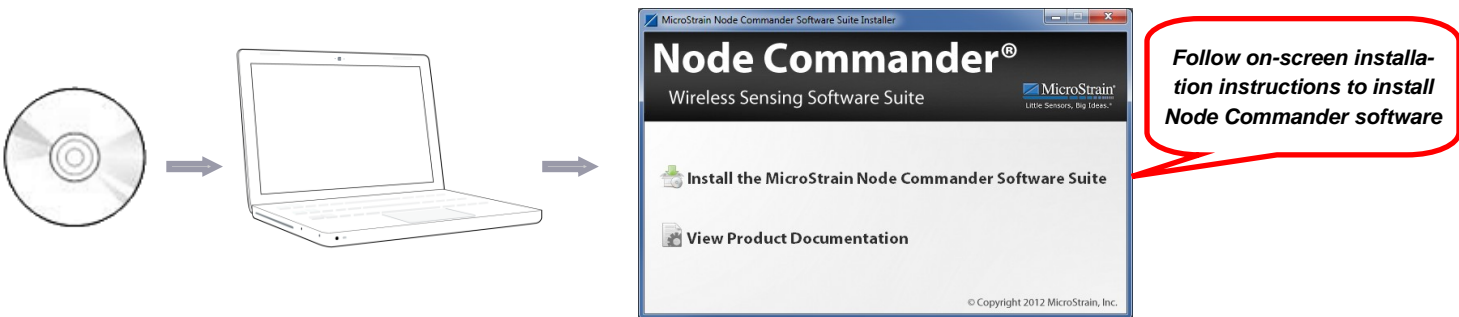 MicroStrain Node Commander Software Suite Installer
Node Commander®
Wireless Sensing Software Suite
MicroStrain®
Little Sensors, Big Ideas.®
Install the MicroStrain Node Commander Software Suite
View Product Documentation
© Copyright 2012 MicroStrain, Inc.
Follow on-screen installa-
tion instructions to install
Node Commander software